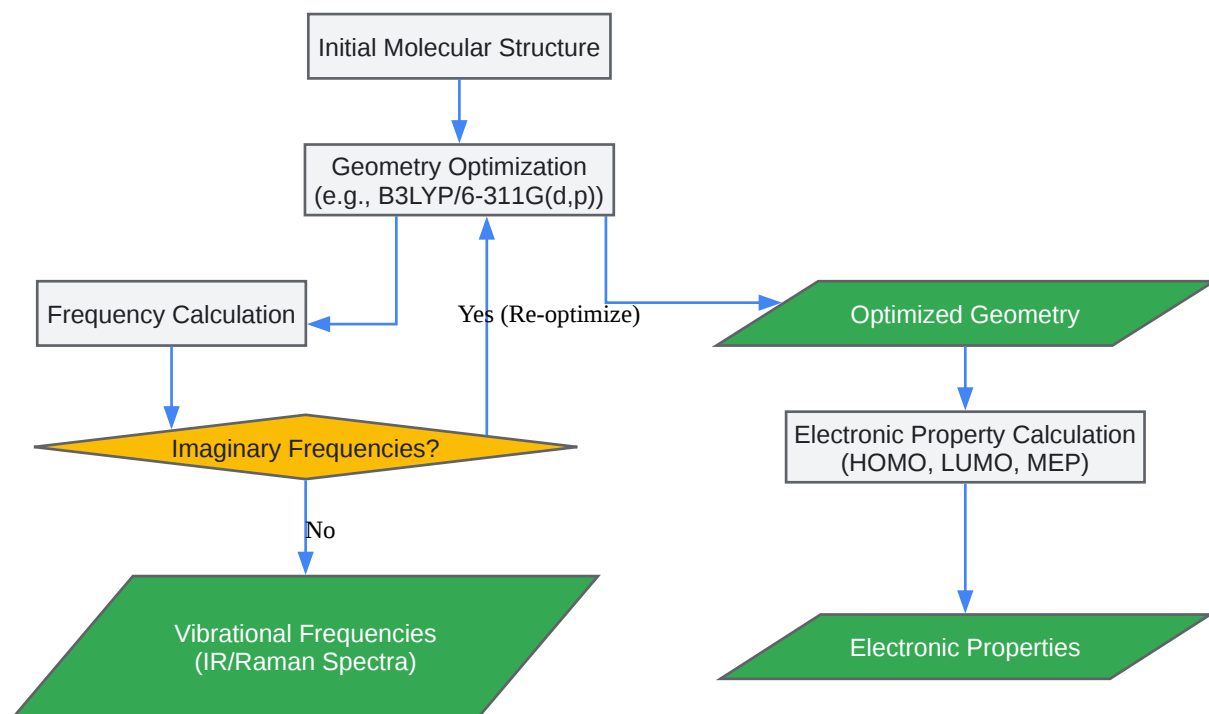 Initial Molecular Structure
Geometry Optimization
(e.g., B3LYP/6-311G(d,p))
Frequency Calculation
Yes (Re-optimize)
Optimized Geometry
Imaginary Frequencies?
Electronic Property Calculation
(HOMO, LUMO, MEP)
No
Vibrational Frequencies
(IR/Raman Spectra)
Electronic Properties